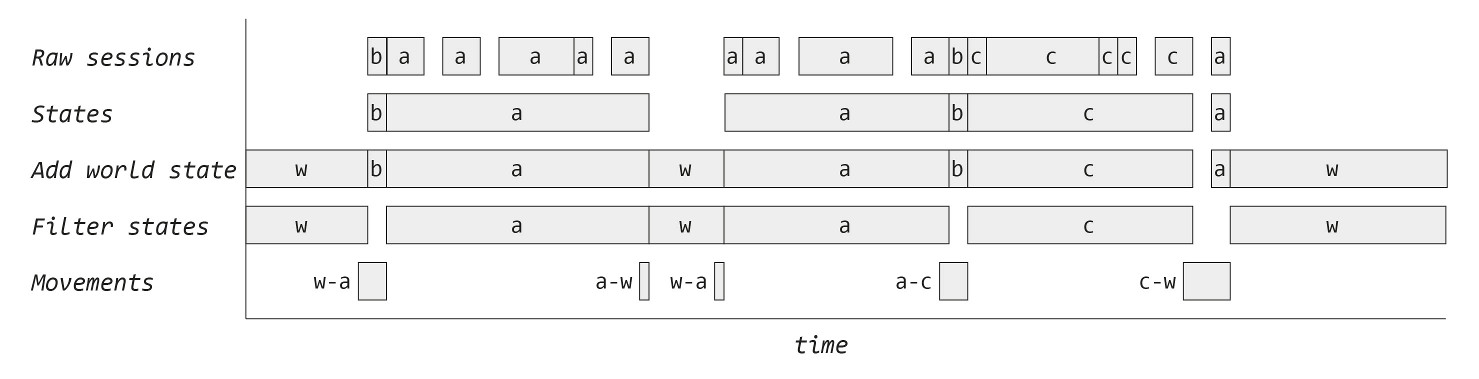 Raw sessions b a a a a a a a a a b c c c c c a
States b a a b c a
Add world state w b a w a b c a w
Filter states w a w a c w
Movements w-a a-w w-a a-c c-w
time